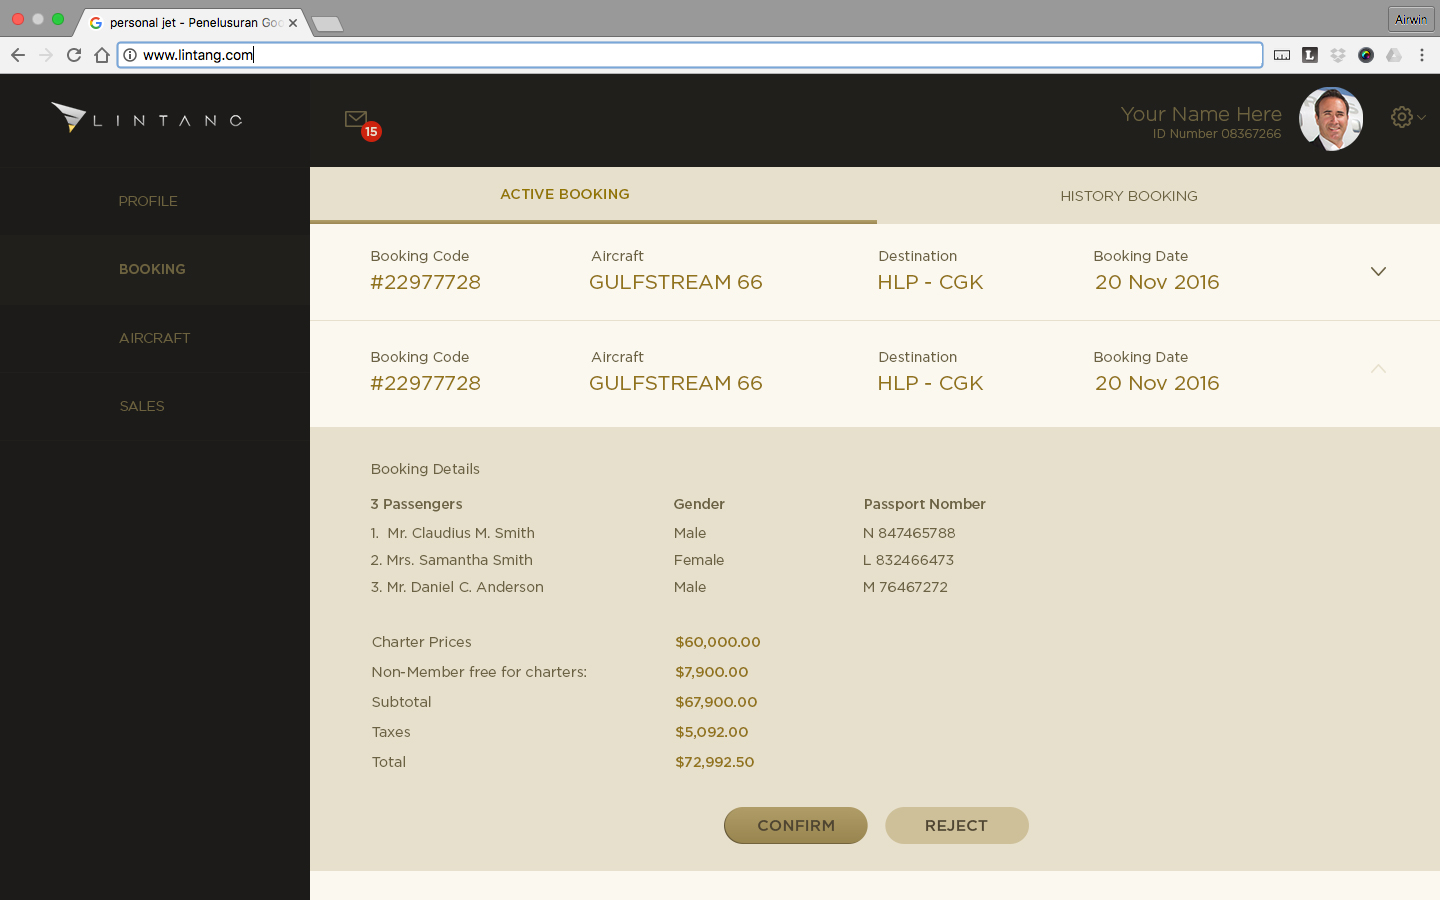 personal jet - Penelusuran Goo
Airwin
www.lintang.com
LINTANG
15
Your Name Here
ID Number 08367266
PROFILE
BOOKING
AIRCRAFT
SALES
ACTIVE BOOKING
HISTORY BOOKING
Booking Code Aircraft Destination Booking Date
#22977728 GULFSTREAM 66 HLP - CGK 20 Nov 2016
Booking Code Aircraft Destination Booking Date
#22977728 GULFSTREAM 66 HLP - CGK 20 Nov 2016
Booking Details
3 Passengers Gender Passport Nomber
1. Mr. Claudius M. Smith Male N 847465788
2. Mrs. Samantha Smith Female L 832466473
3. Mr. Daniel C. Anderson Male M 76467272
Charter Prices $60,000.00
Non-Member free for charters: $7,900.00
Subtotal $67,900.00
Taxes $5,092.00
Total $72,992.50
CONFIRM REJECT